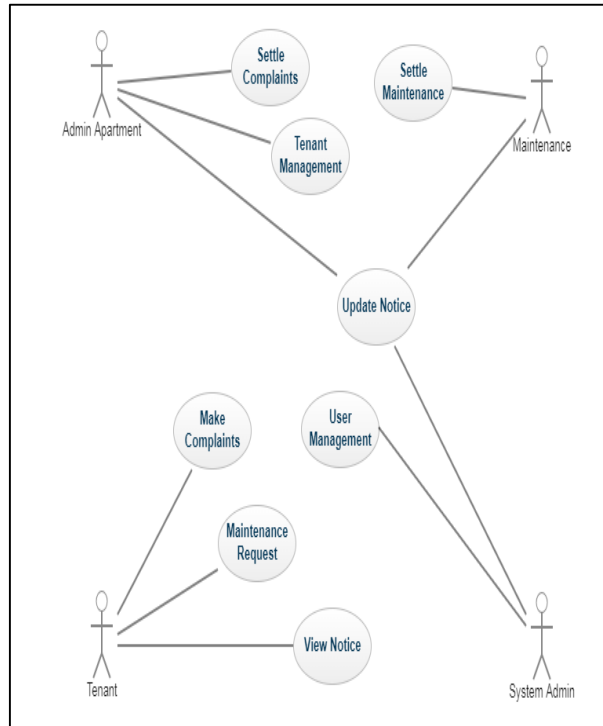 Settle
Complaints
Settle
Maintenance
Admin Apartment
Maintenance
Tenant
Management
Update Notice
Make
Complaints
User
Management
Maintenance
Request
View Notice
Tenant
System Admin